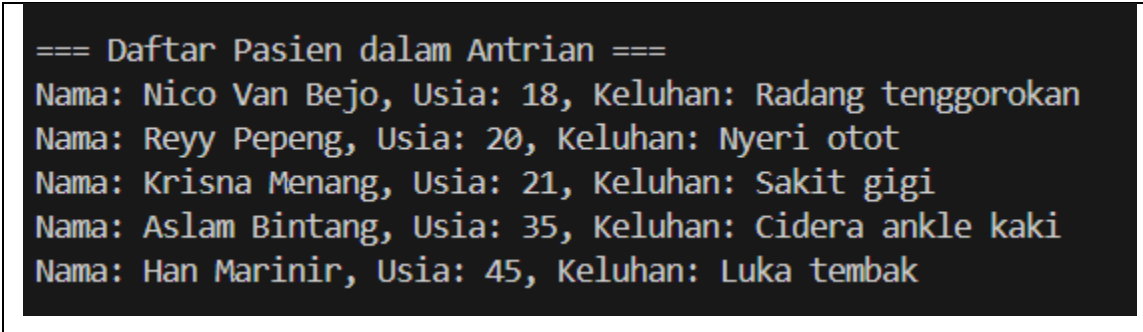 === Daftar Pasien dalam Antrian ===
Nama: Nico Van Bejo, Usia: 18, Keluhan: Radang tenggorokan
Nama: Reyy Pepeng, Usia: 20, Keluhan: Nyeri otot
Nama: Krisna Menang, Usia: 21, Keluhan: Sakit gigi
Nama: Aslam Bintang, Usia: 35, Keluhan: Cidera ankle kaki
Nama: Han Marinir, Usia: 45, Keluhan: Luka tembak